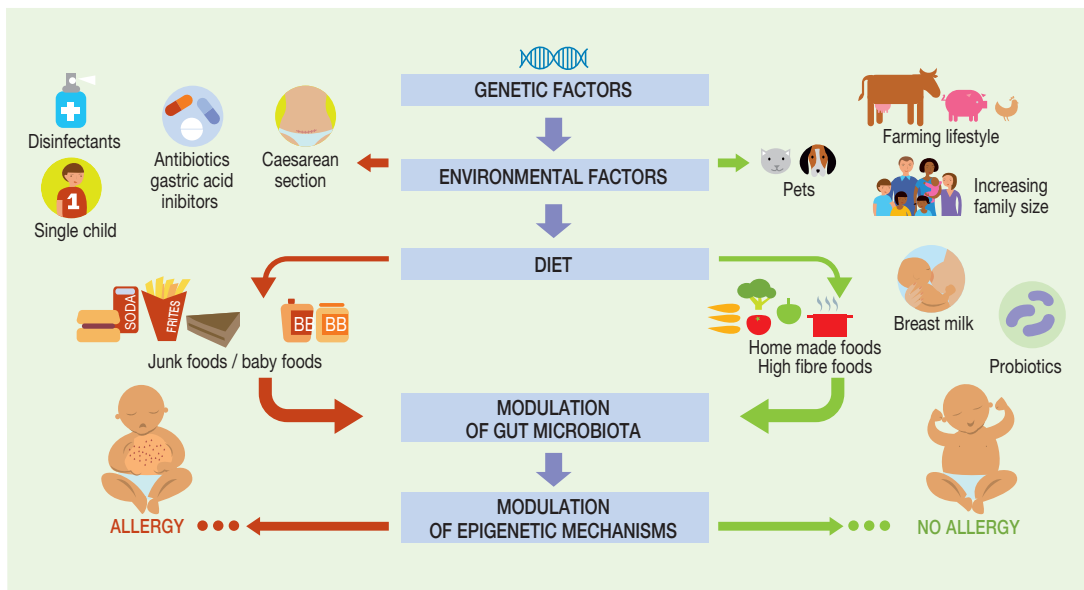 GENETIC FACTORS
Disinfectants
Antibiotics
gastric acid
inibitors
Caesarean
section
1
Single child
ENVIRONMENTAL FACTORS
Pets
Farming lifestyle
Increasing
family size
DIET
SODA
FRITES
BB
BB
Junk foods / baby foods
Home made foods
High fibre foods
Breast milk
Probiotics
MODULATION
OF GUT MICROBIOTA
MODULATION
OF EPIGENETIC MECHANISMS
ALLERGY
NO ALLERGY